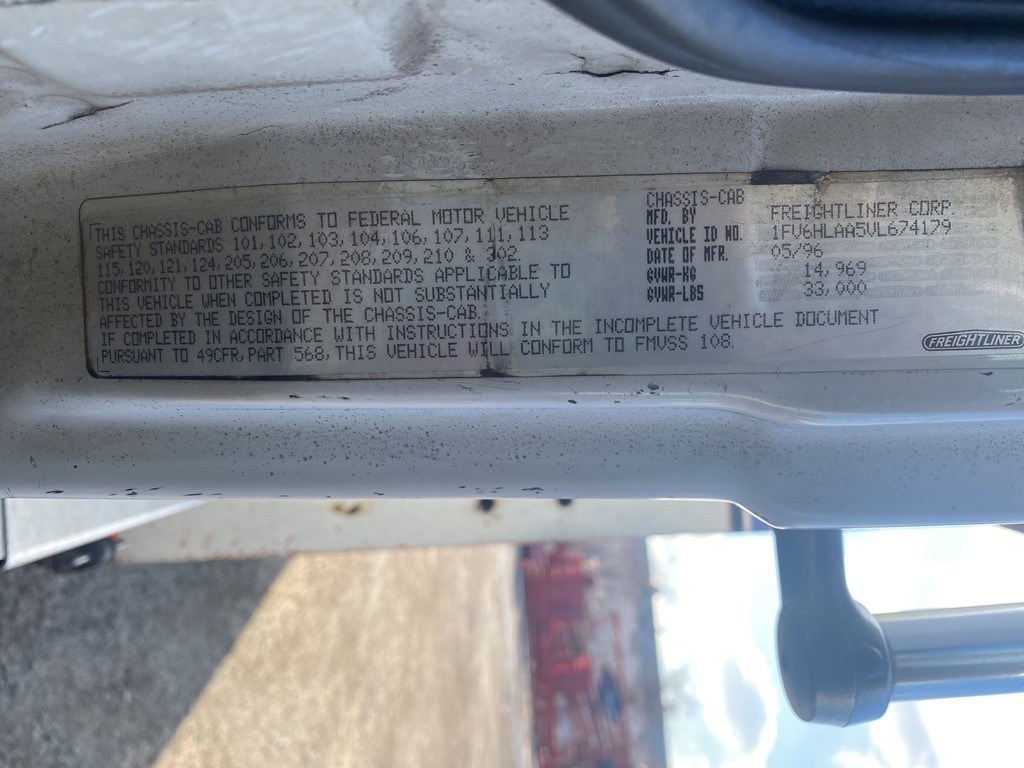 THIS CHASSIS-CAB CONFORMS TO FEDERAL MOTOR VEHICLE
SAFETY STANDARDS 101, 102, 103, 104, 106, 107, 111, 113
115, 120, 121, 124, 205, 206, 207, 208, 209, 210 & 302.
CONFORMITY TO OTHER SAFETY STANDARDS APPLICABLE TO
THIS VEHICLE WHEN COMPLETED IS NOT SUBSTANTIALLY
AFFECTED BY THE DESIGN OF THE CHASSIS-CAB.
IF COMPLETED IN ACCORDANCE WITH INSTRUCTIONS IN THE INCOMPLETE VEHICLE DOCUMENT
PURSUANT TO 49CFR, PART 568, THIS VEHICLE WILL CONFORM TO FMVSS 108.
CHASSIS-CAB
MFD. BY FREIGHTLINER CORP.
VEHICLE ID NO. 1FV6HLAA5VL674179
DATE OF MFR. 05/96
GVWR-KG 14,969
GVWR-LBS 33,000
FREIGHTLINER